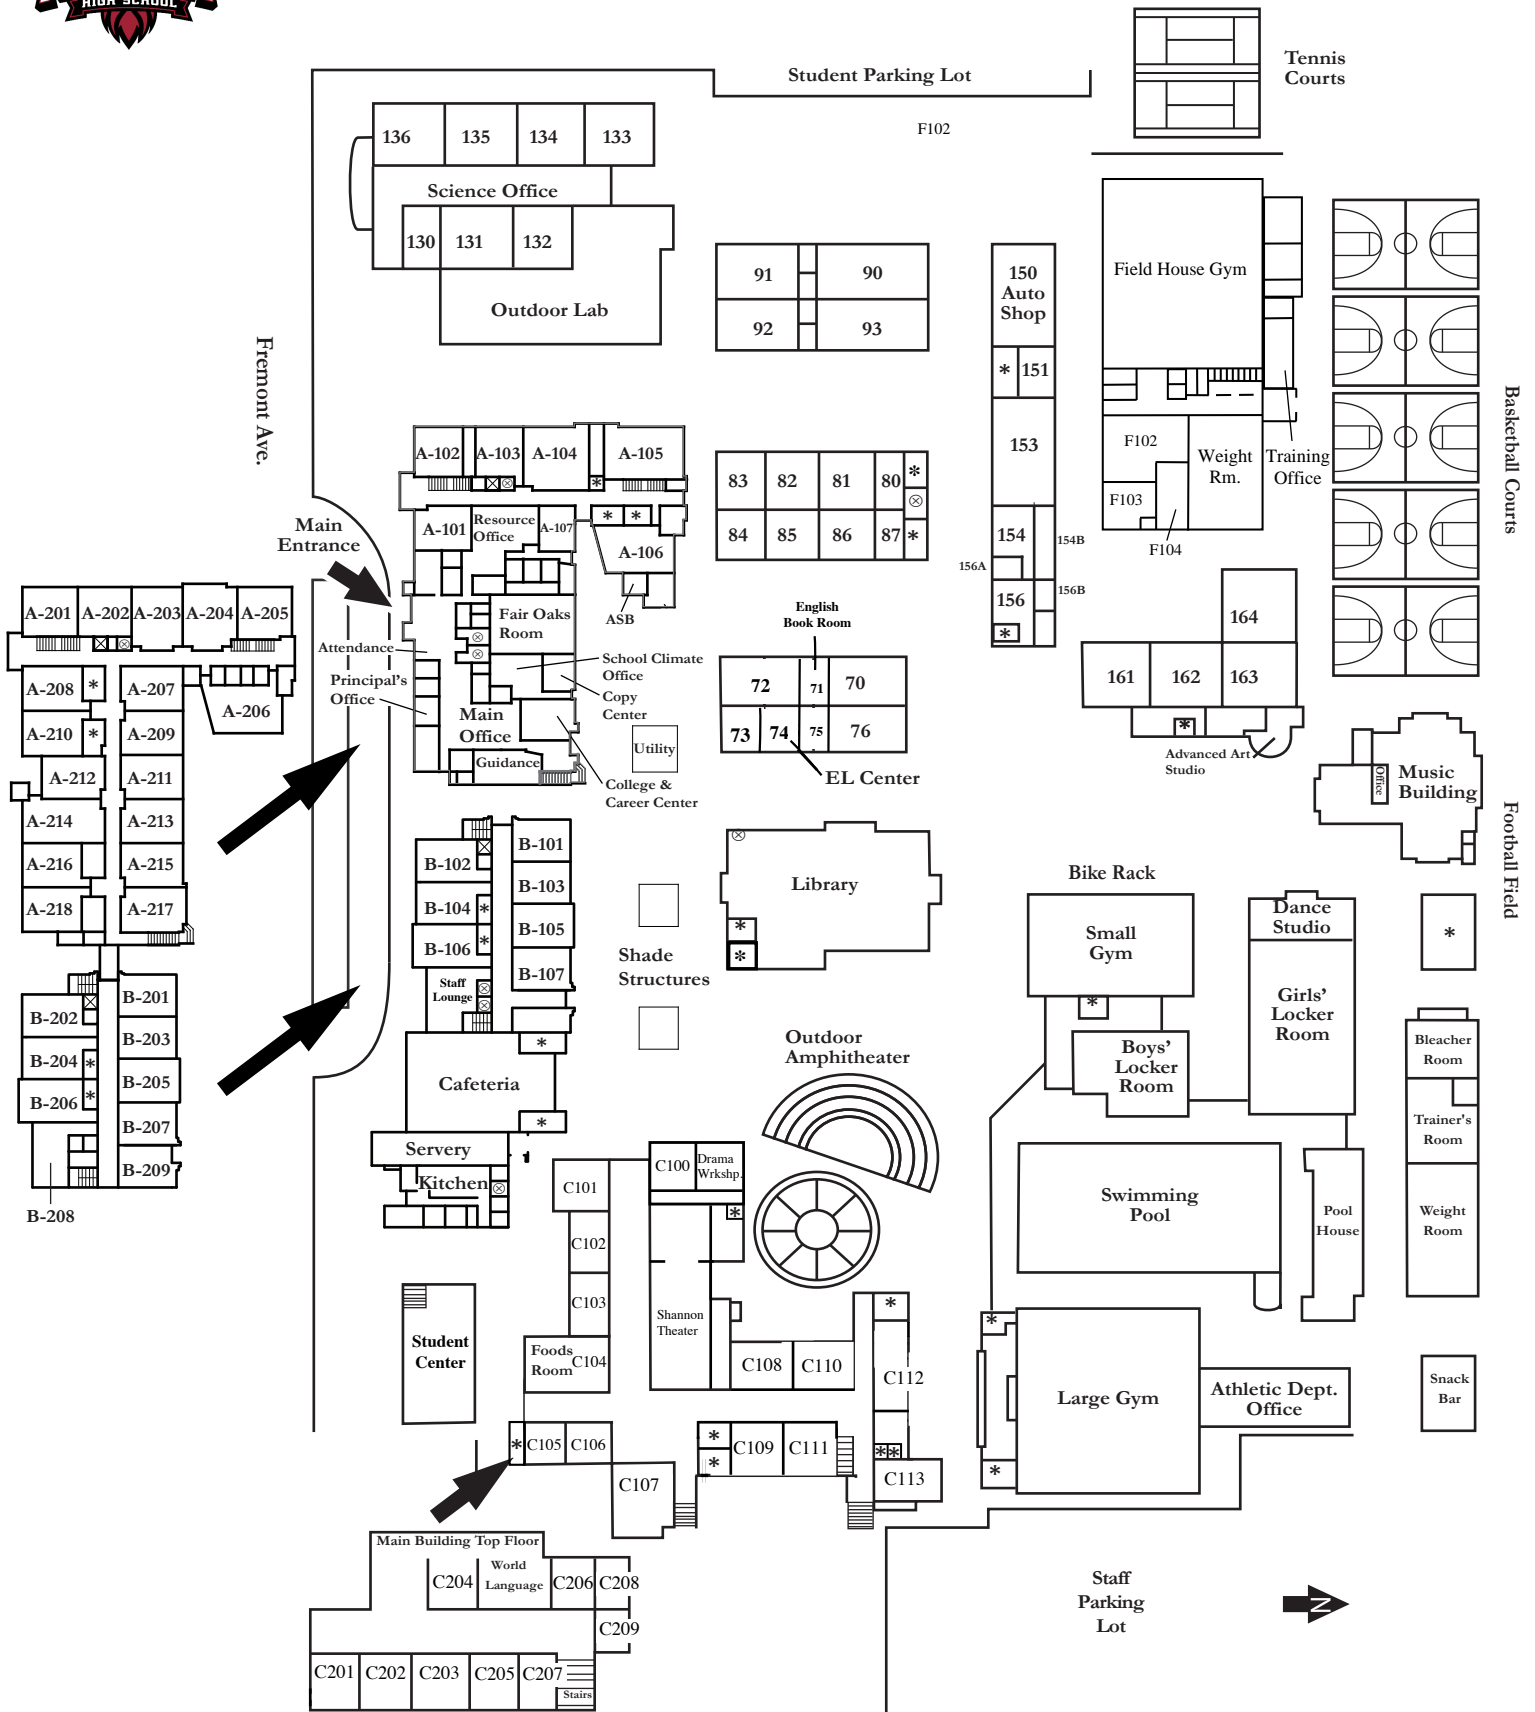 HIGH SCHOOL
Student Parking Lot
Tennis
Courts
F102
136
135
134
133
Science Office
130
131
132
Outdoor Lab
91
90
92
93
150
Auto
Shop
*
151
153
154
154B
156A
156
156B
*
Field House Gym
F102
Weight
Rm.
Training
Office
F103
F104
Basketball Courts
Fremont Ave.
Main
Entrance
A-102
A-103
A-104
A-105
*
A-101
Resource
Office
A-107
*
*
A-106
ASB
Fair Oaks
Room
Attendance
School Climate
Office
Principal's
Office
Copy
Center
Main
Office
Guidance
College &
Career Center
Utility
83
82
81
80
*
84
85
86
87
*
English
Book Room
72
71
70
73
74
75
76
EL Center
164
161
162
163
*
Advanced Art
Studio
Office
Music
Building
Football Field
A-201
A-202
A-203
A-204
A-205
A-208
*
A-207
A-206
A-210
*
A-209
A-212
A-211
A-214
A-213
A-216
A-215
A-218
A-217
B-201
B-202
B-203
B-204
*
B-205
B-206
*
B-207
B-209
B-208
B-101
B-102
B-103
B-104
*
B-105
B-106
*
B-107
Staff
Lounge
Shade
Structures
Library
*
*
Cafeteria
*
*
Servery
Kitchen
Student
Center
Outdoor
Amphitheater
Bike Rack
Small
Gym
*
Boys'
Locker
Room
Dance
Studio
Girls'
Locker
Room
*
Bleacher
Room
Trainer's
Room
Weight
Room
Swimming
Pool
Pool
House
C100
Drama
Wrkshp.
*
C101
C102
C103
Foods
Room
C104
Shannon
Theater
C108
C110
*
C112
*
C105
C106
C107
*
*
C109
C111
**
C113
*
Large Gym
*
Athletic Dept.
Office
Snack
Bar
Main Building Top Floor
C204
World
Language
C206
C208
C209
C201
C202
C203
C205
C207
Stairs
Staff
Parking
Lot
N